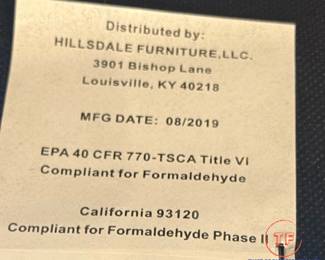 Distributed by:
HILLSDALE FURNITURE,LLC.
3901 Bishop Lane
Louisville, KY 40218
MFG DATE: 08/2019
EPA 40 CFR 770-TSCA Title VI
Compliant for Formaldehyde
California 93120
Compliant for Formaldehyde Phase II
TF